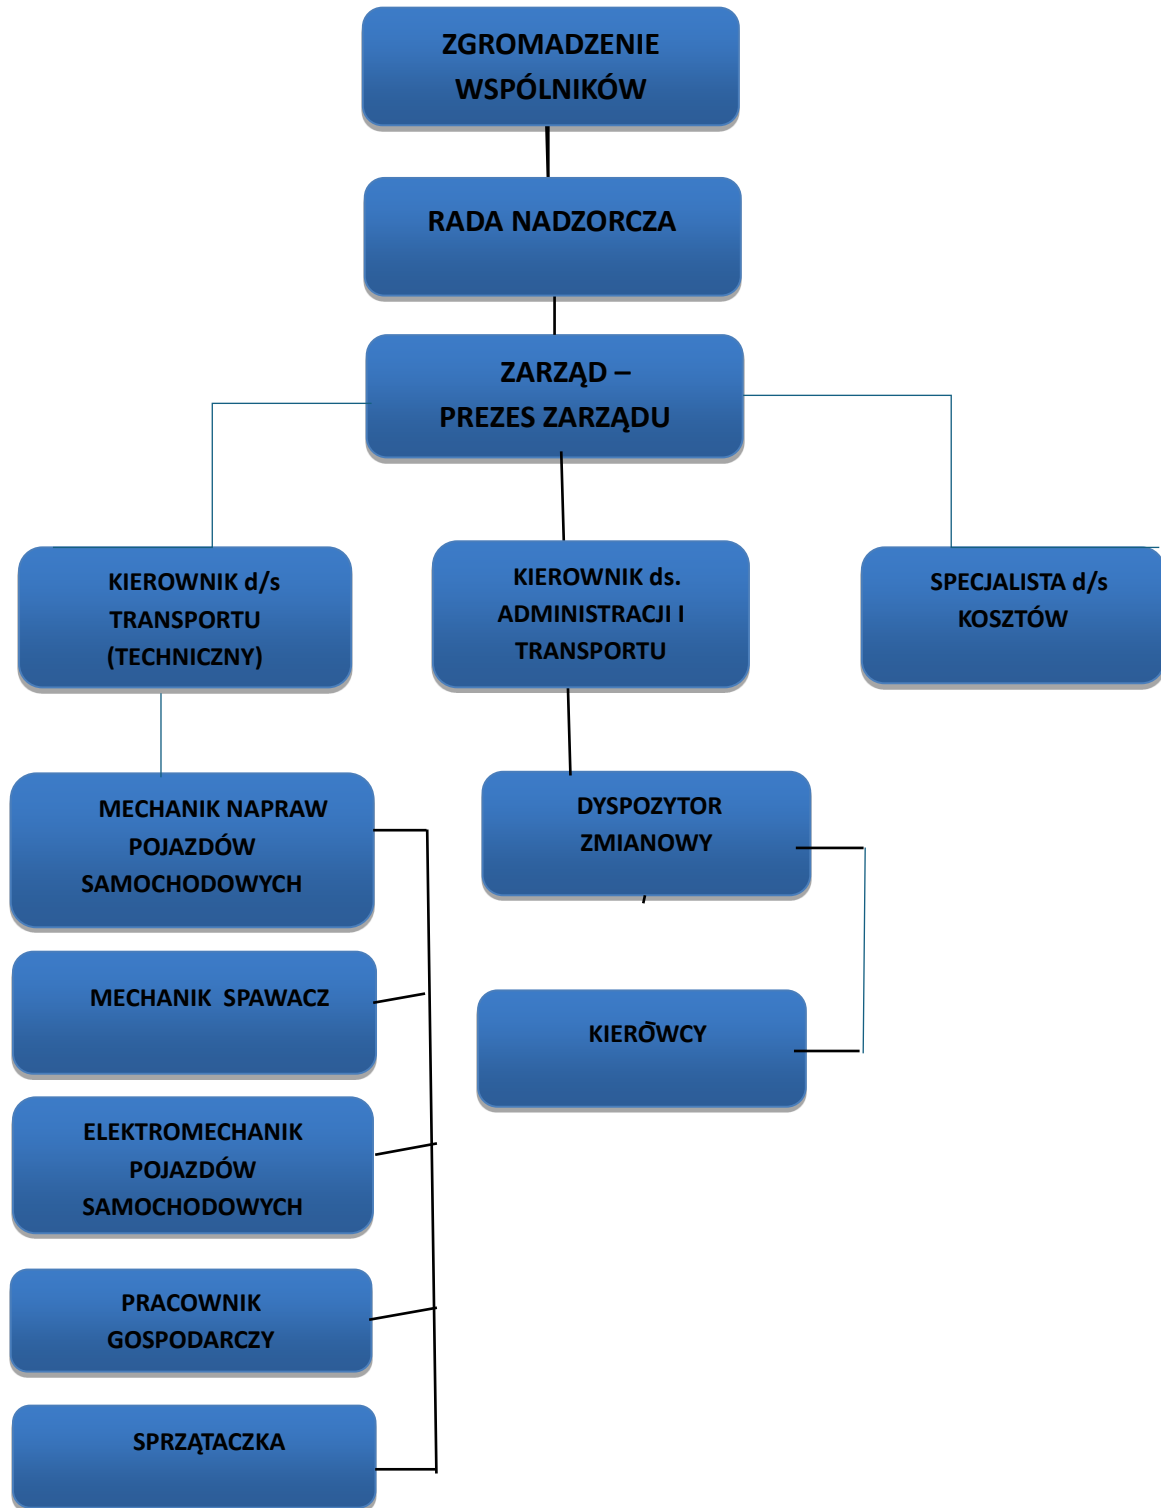 ZGROMADZENIE
WSPÓLNIKÓW
RADA NADZORCZA
ZARZĄD –
PREZES ZARZĄDU
KIEROWNIK d/s
TRANSPORTU
(TECHNICZNY)
KIEROWNIK ds.
ADMINISTRACJI I
TRANSPORTU
SPECJALISTA d/s
KOSZTÓW
MECHANIK NAPRAW
POJAZDÓW
SAMOCHODOWYCH
DYSPOZYTOR
ZMIANOWY
MECHANIK SPAWACZ
KIERÓWCY
ELEKTROMECHANIK
POJAZDÓW
SAMOCHODOWYCH
PRACOWNIK
GOSPODARCZY
SPRZĄTACZKA